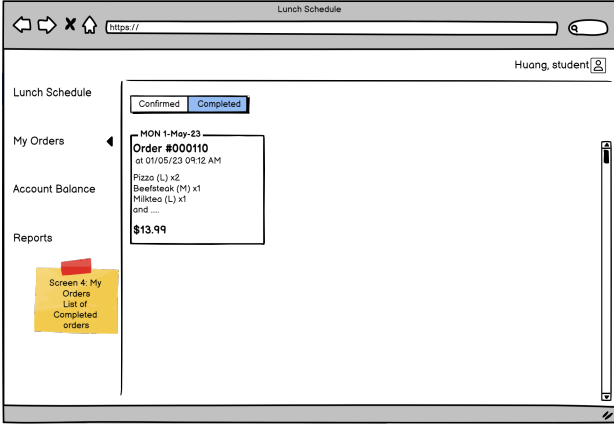 Lunch Schedule
https://
Huang, student
Lunch Schedule
My Orders
Account Balance
Reports
Screen 4: My
Orders
List of
Completed
orders
Confirmed
Completed
MON 1-May-23
Order #000110
at 01/05/23 09:12 AM
Pizza (L) x2
Beefsteak (M) x1
Milktea (L) x1
and ....
$13.99